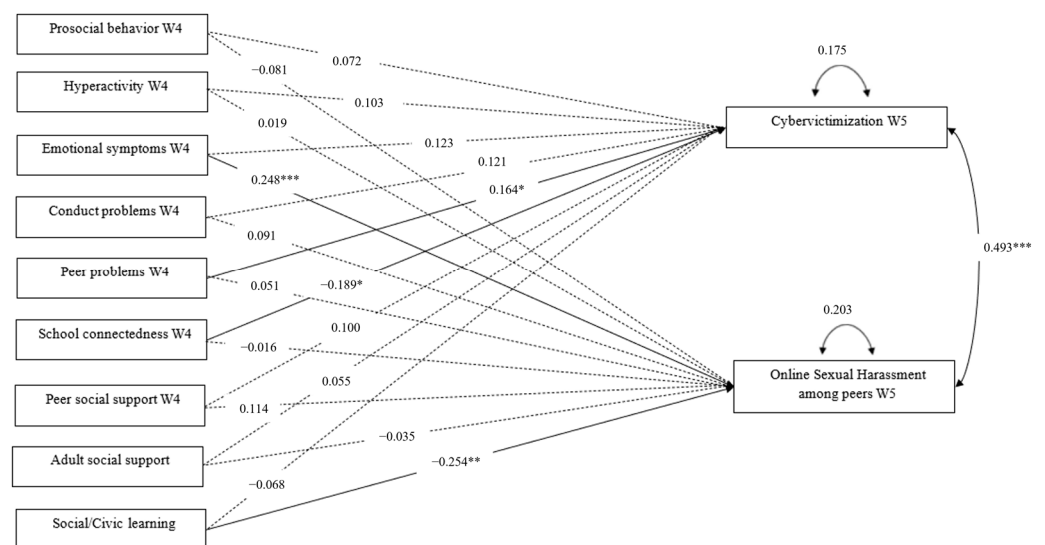 Prosocial behavior W4
Hyperactivity W4
Emotional symptoms W4
Conduct problems W4
Peer problems W4
School connectedness W4
Peer social support W4
Adult social support
Social/Civic learning
0.072
−0.081
0.103
0.019
0.123
0.248***
0.121
0.091
0.164*
0.051
−0.189*
−0.016
0.100
0.114
0.055
−0.035
−0.068
−0.254**
0.175
Cybervictimization W5
0.493***
0.203
Online Sexual Harassment
among peers W5